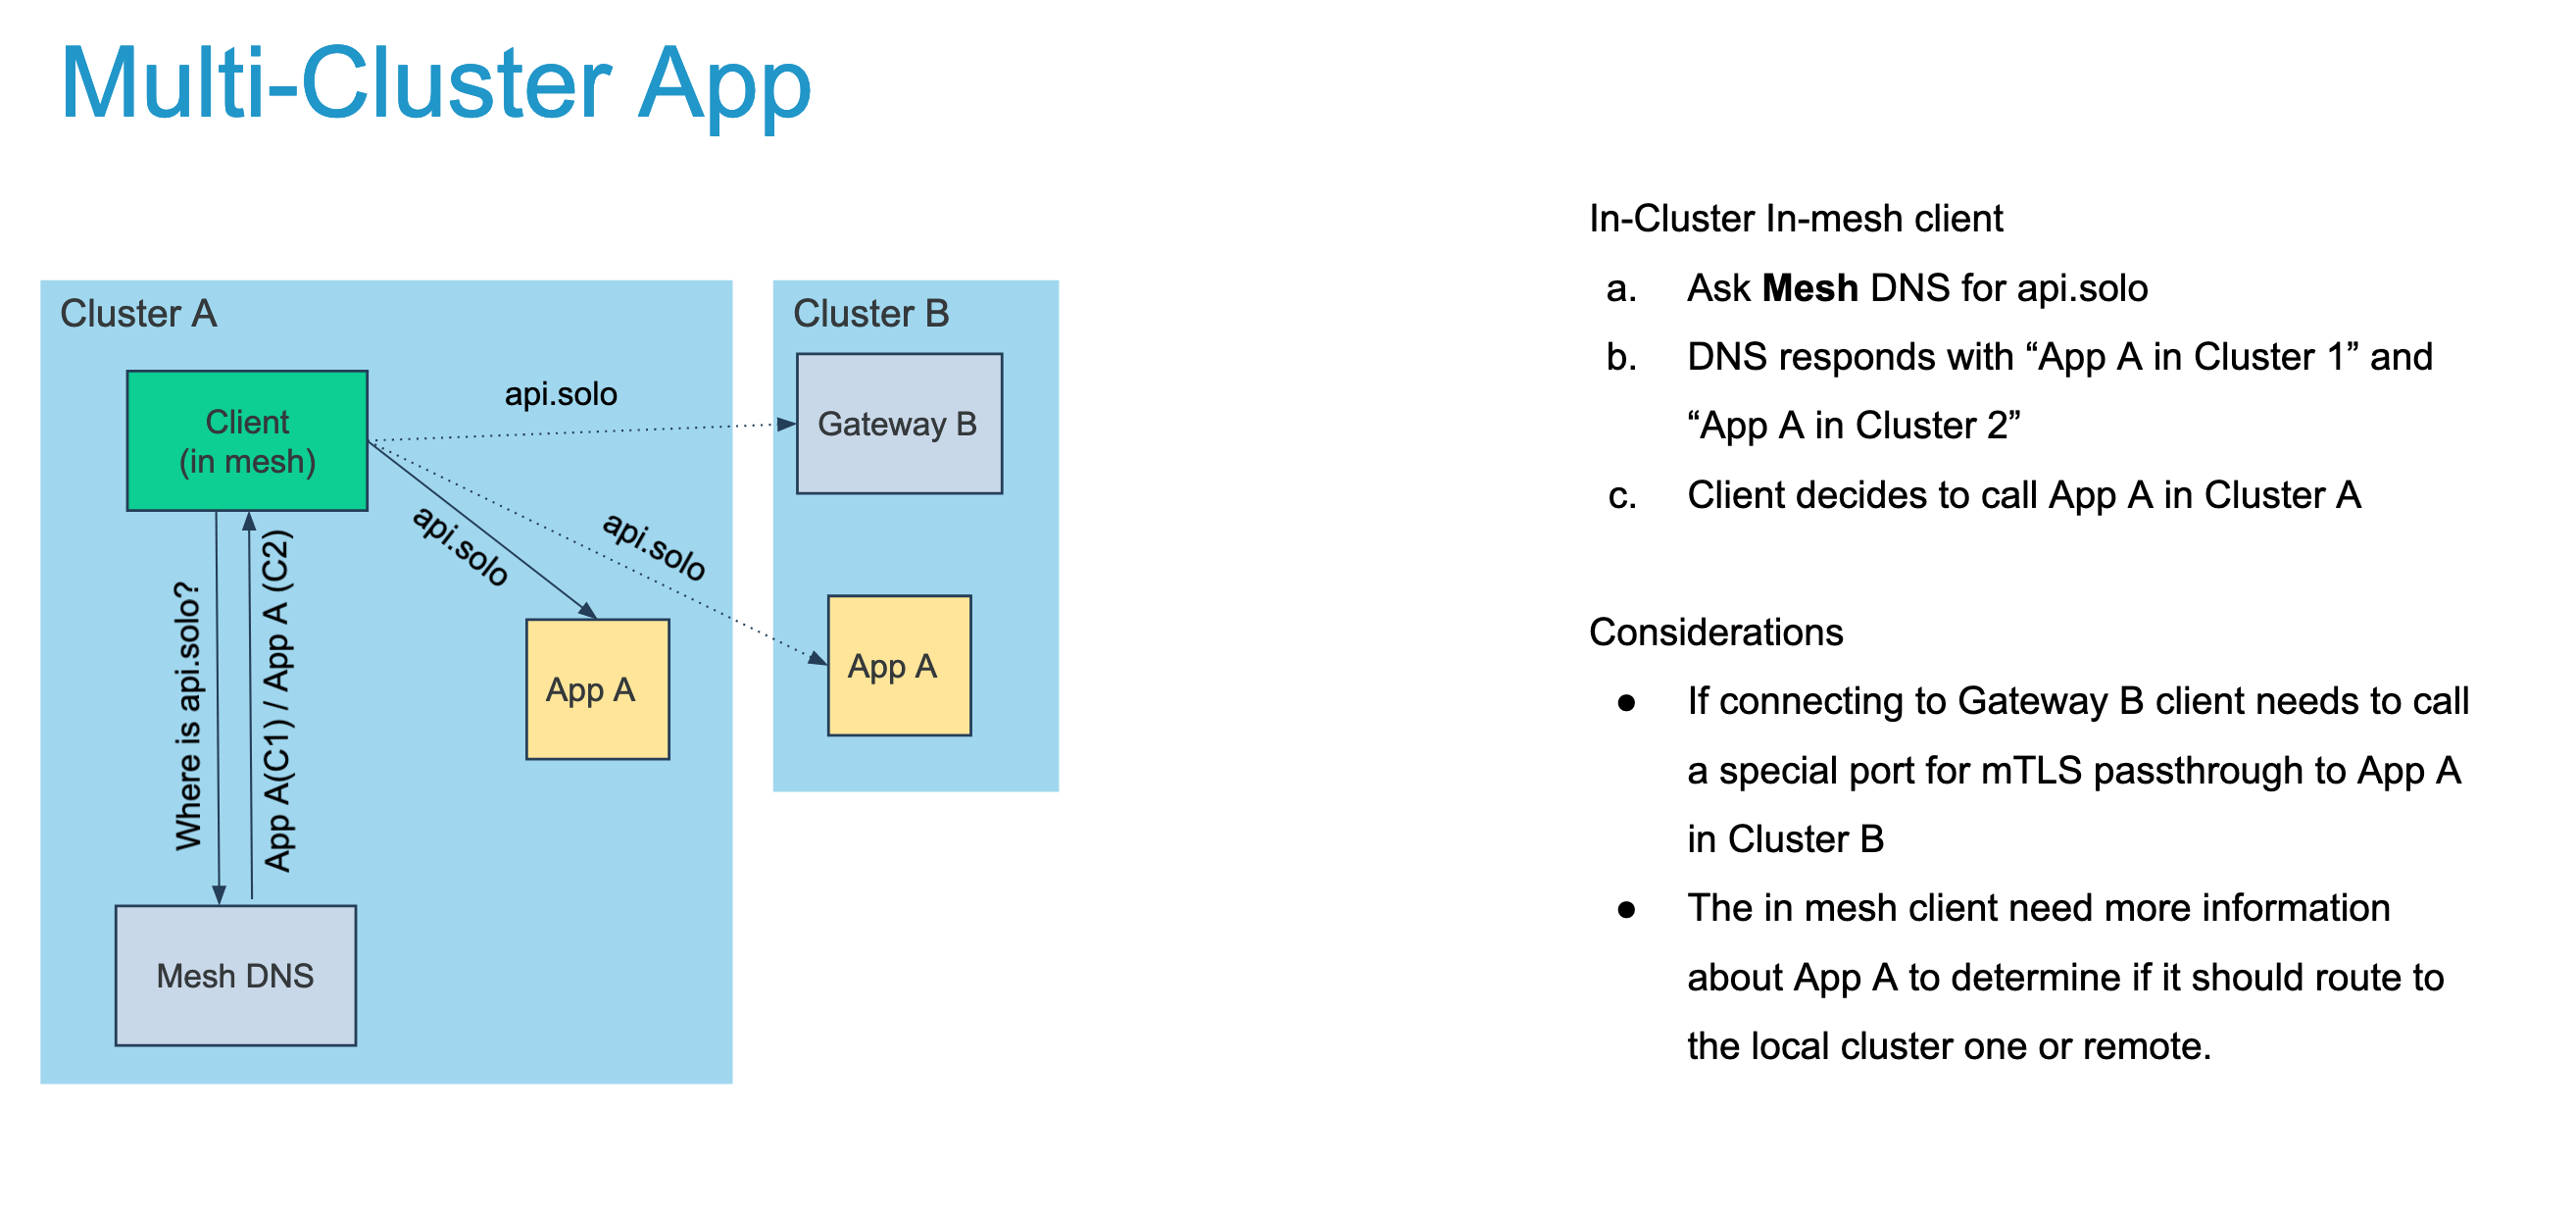 Multi-Cluster App
Cluster A
Client
(in mesh)
api.solo
api.solo
api.solo
Where is api.solo?
App A(C1) / App A (C2)
App A
Mesh DNS
Cluster B
Gateway B
App A
In-Cluster In-mesh client
a. Ask Mesh DNS for api.solo
b. DNS responds with “App A in Cluster 1” and
“App A in Cluster 2”
c. Client decides to call App A in Cluster A
Considerations
● If connecting to Gateway B client needs to call
a special port for mTLS passthrough to App A
in Cluster B
● The in mesh client need more information
about App A to determine if it should route to
the local cluster one or remote.